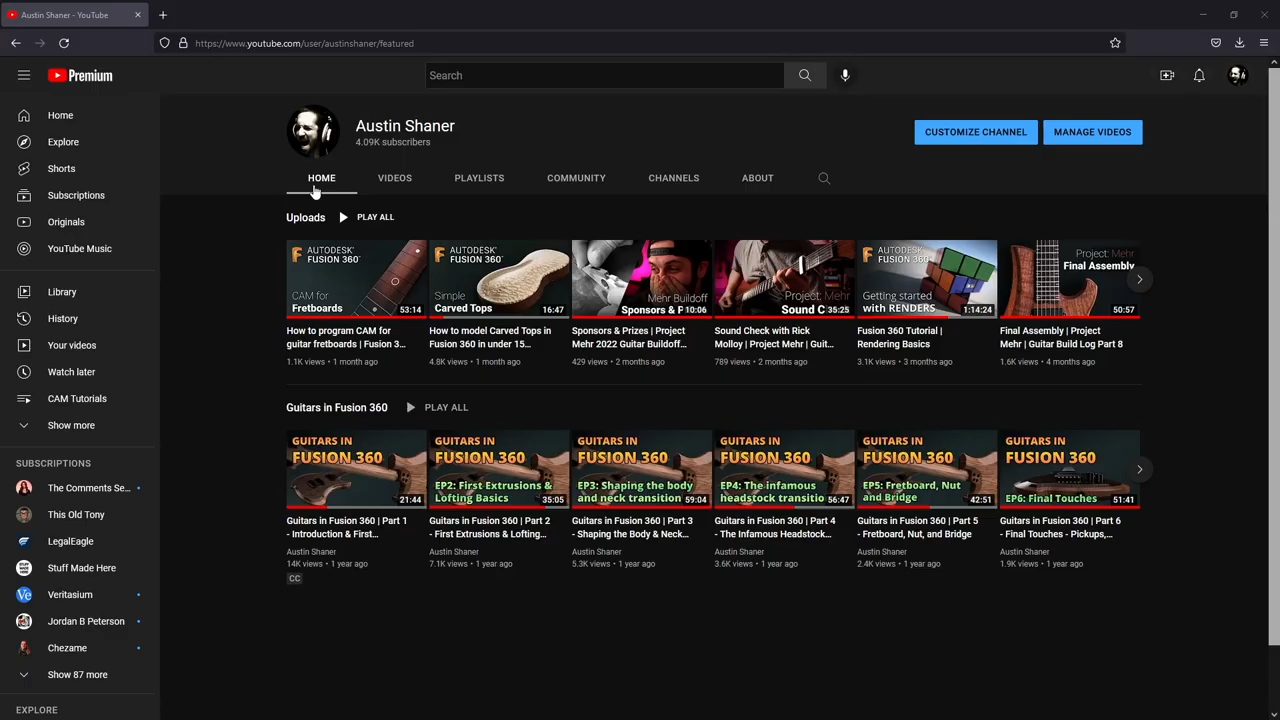 Austin Shaner - YouTube
https://www.youtube.com/user/austinshaner/featured
Premium
Search
Home
Explore
Shorts
Subscriptions
Originals
YouTube Music
Library
History
Your videos
Watch later
CAM Tutorials
Show more
SUBSCRIPTIONS
The Comments Se...
This Old Tony
LegalEagle
Stuff Made Here
Veritasium
Jordan B Peterson
Chezame
Show 87 more
EXPLORE
Austin Shaner
4.09K subscribers
CUSTOMIZE CHANNEL
MANAGE VIDEOS
HOME
VIDEOS
PLAYLISTS
COMMUNITY
CHANNELS
ABOUT
Uploads
PLAY ALL
AUTODESK
FUSION 360
CAM for
Fretboards
53:14
How to program CAM for
guitar fretboards | Fusion 3...
1.1K views • 1 month ago
AUTODESK
FUSION 360
Simple
Carved Tops
16:47
How to model Carved Tops in
Fusion 360 in under 15...
4.8K views • 1 month ago
Mehr Buildoff
Sponsors & P
10:06
Sponsors & Prizes | Project
Mehr 2022 Guitar Buildoff...
429 views • 2 months ago
Project: Mehr
Sound C
35:25
Sound Check with Rick
Molloy | Project Mehr | Guit...
789 views • 2 months ago
AUTODESK
FUSION 360
Getting started
with RENDERS
1:14:24
Fusion 360 Tutorial |
Rendering Basics
3.1K views • 3 months ago
Project: Mehr
Final Assembly
50:57
Final Assembly | Project
Mehr | Guitar Build Log Part 8
1.6K views • 4 months ago
Guitars in Fusion 360
PLAY ALL
GUITARS IN
FUSION 360
21:44
Guitars in Fusion 360 | Part 1
- Introduction & First...
Austin Shaner
14K views • 1 year ago
CC
GUITARS IN
FUSION 360
EP2: First Extrusions &
Lofting Basics
35:05
Guitars in Fusion 360 | Part 2
- First Extrusions & Lofting...
Austin Shaner
7.1K views • 1 year ago
GUITARS IN
FUSION 360
EP3: Shaping the body
and neck transition
59:04
Guitars in Fusion 360 | Part 3
- Shaping the Body & Neck...
Austin Shaner
5.3K views • 1 year ago
GUITARS IN
FUSION 360
EP4: The infamous
headstock transitio
56:47
Guitars in Fusion 360 | Part 4
- The Infamous Headstock...
Austin Shaner
3.6K views • 1 year ago
GUITARS IN
FUSION 360
EP5: Fretboard, Nut
and Bridge
42:51
Guitars in Fusion 360 | Part 5
- Fretboard, Nut, and Bridge
Austin Shaner
2.4K views • 1 year ago
GUITARS IN
FUSION 360
EP6: Final Touches
51:41
Guitars in Fusion 360 | Part 6
- Final Touches - Pickups,...
Austin Shaner
1.9K views • 1 year ago